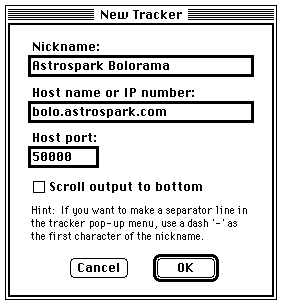 New Tracker
Nickname:
Astrospark Bolorama
Host name or IP number:
bolo.astrospark.com
Host port:
50000
Scroll output to bottom
Hint: If you want to make a separator line in
the tracker pop-up menu, use a dash '-' as
the first character of the nickname.
Cancel
OK